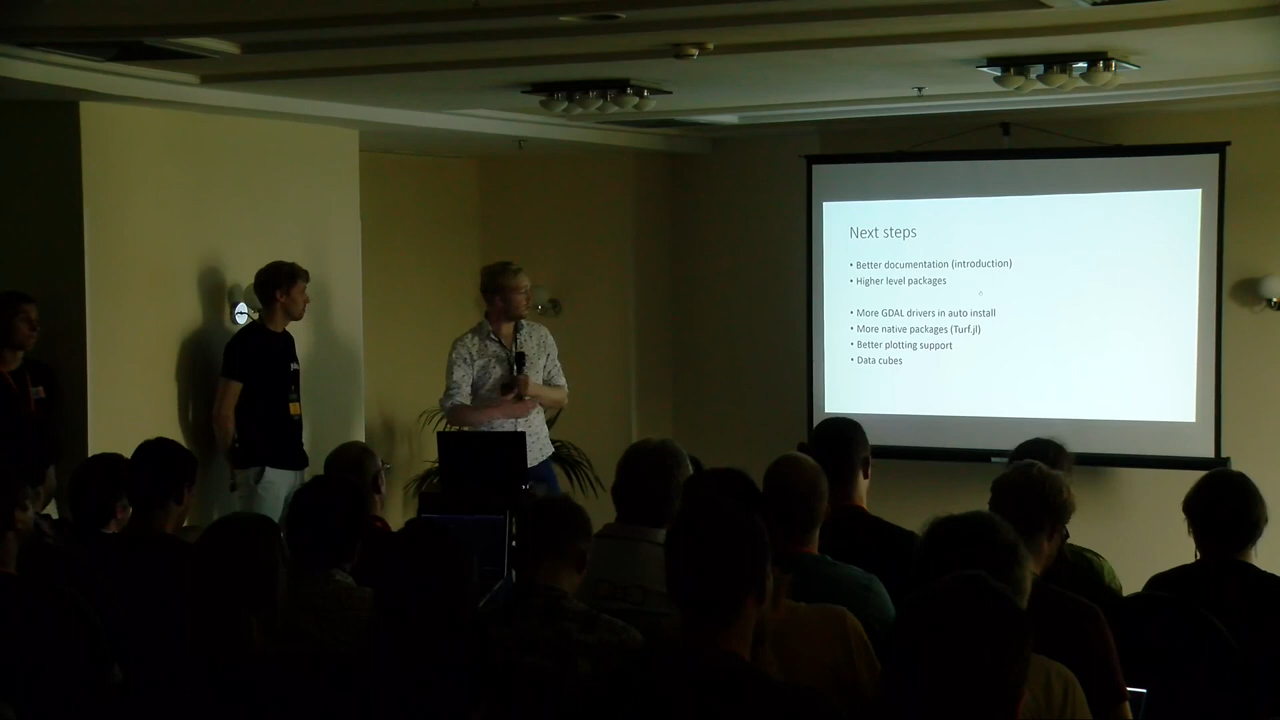 Next steps
• Better documentation (introduction)
• Higher level packages
• More GDAL drivers in auto install
• More native packages (Turf.jl)
• Better plotting support
• Data cubes